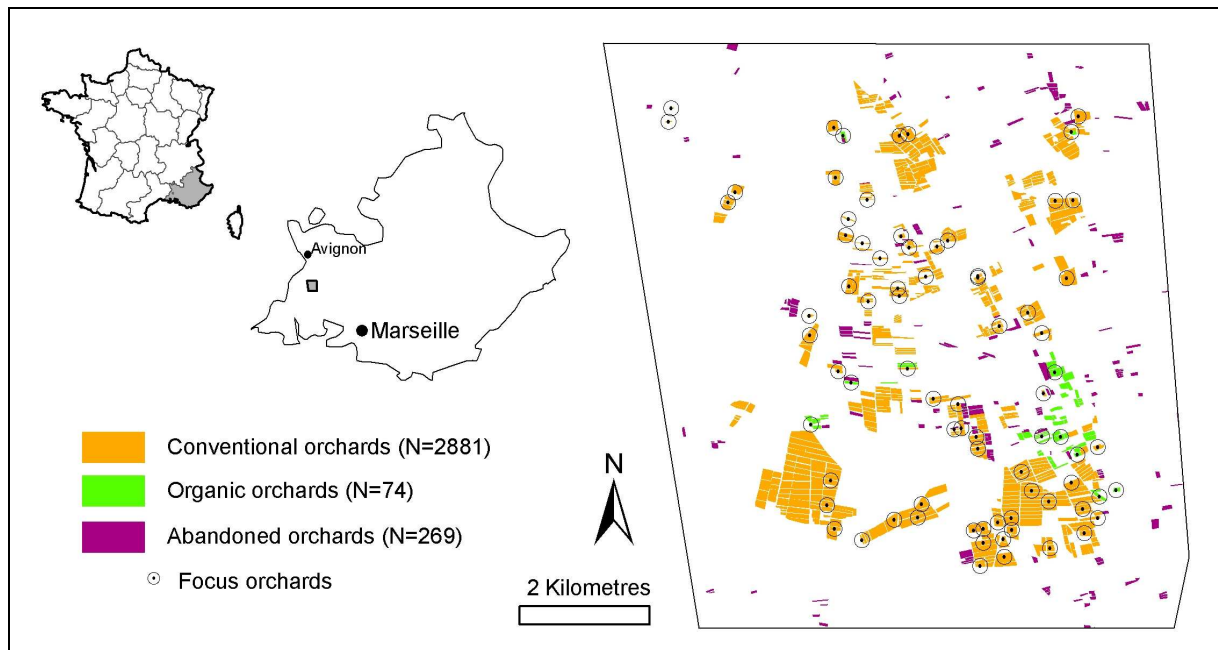 Avignon
Marseille
Conventional orchards (N=2881)
Organic orchards (N=74)
Abandoned orchards (N=269)
Focus orchards
N
2 Kilometres